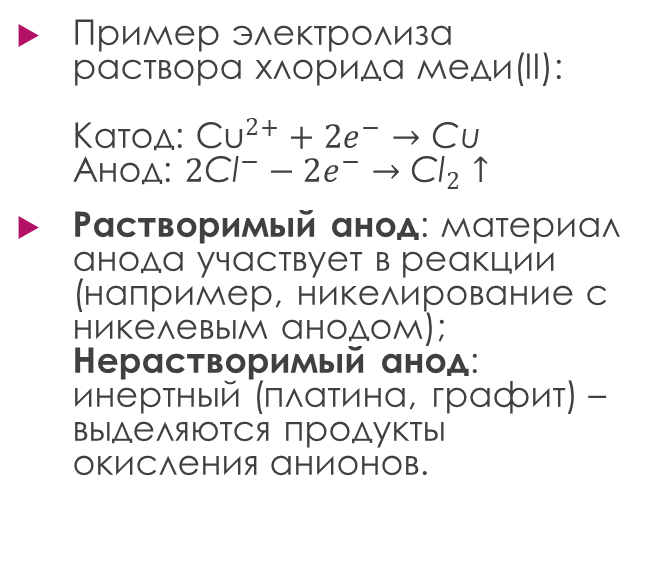 Пример электролиза
раствора хлорида меди(II):
Катод: Cu²⁺ + 2e⁻ → Cu
Анод: 2Cl⁻ − 2e⁻ → Cl₂ ↑
Растворимый анод: материал
анода участвует в реакции
(например, никелирование с
никелевым анодом);
Нерастворимый анод:
инертный (платина, графит) –
выделяются продукты
окисления анионов.